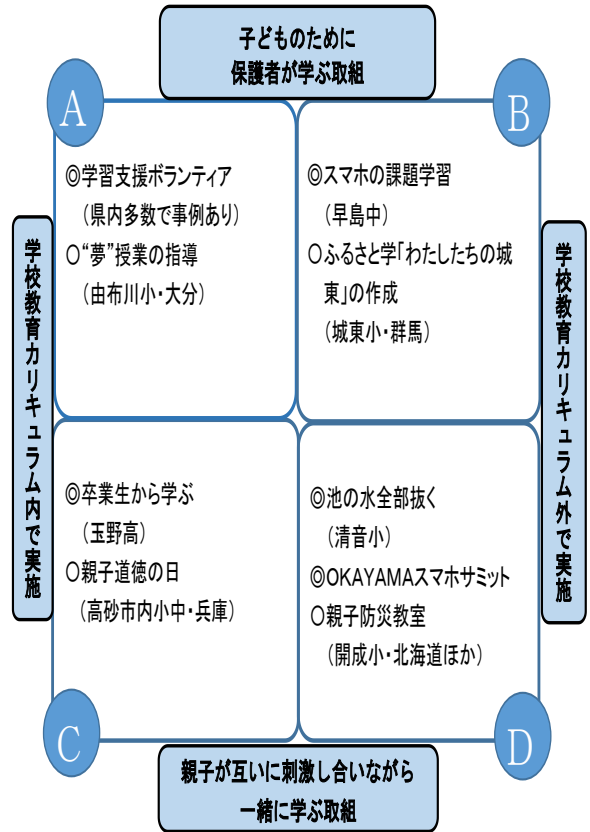 子どものために
保護者が学ぶ取組
A
B
◎学習支援ボランティア
（県内多数で事例あり）
○“夢”授業の指導
（由布川小・大分）
◎スマホの課題学習
（早島中）
○ふるさと学「わたしたちの城
東」の作成
（城東小・群馬）
学校教育カリキュラム内で実施
学校教育カリキュラム外で実施
◎卒業生から学ぶ
（玉野高）
○親子道徳の日
（高砂市内小中・兵庫）
◎池の水全部抜く
（清音小）
◎OKAYAMAスマホサミット
○親子防災教室
（開成小・北海道ほか）
C
D
親子が互いに刺激し合いながら
一緒に学ぶ取組